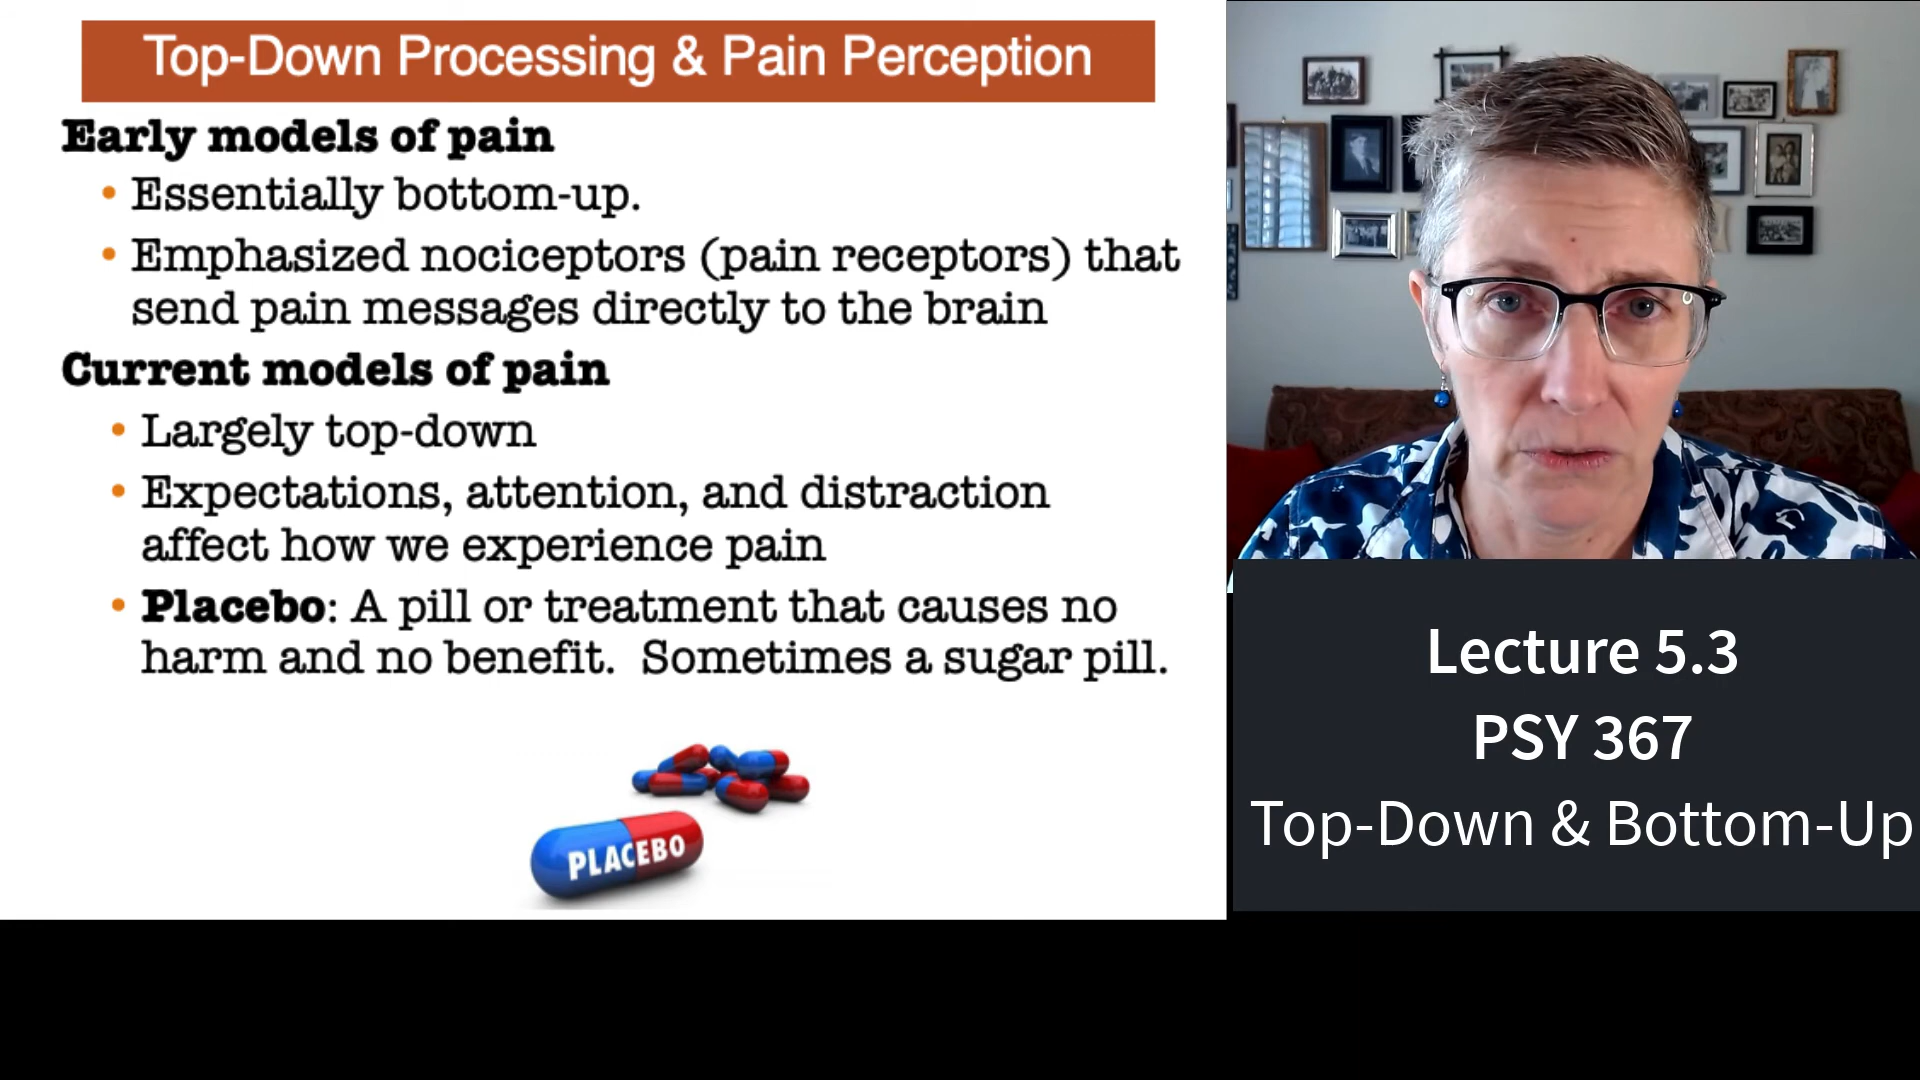 Top-Down Processing & Pain Perception
Early models of pain
• Essentially bottom-up.
• Emphasized nociceptors (pain receptors) that
send pain messages directly to the brain
Current models of pain
• Largely top-down
• Expectations, attention, and distraction
affect how we experience pain
• Placebo: A pill or treatment that causes no
harm and no benefit.  Sometimes a sugar pill.
PLACEBO
Lecture 5.3
PSY 367
Top-Down & Bottom-Up